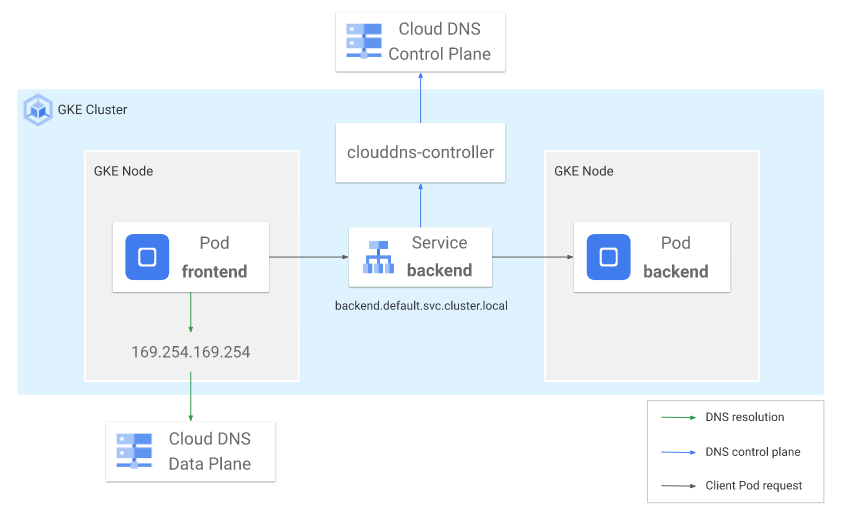 Cloud DNS
Control Plane
GKE Cluster
clouddns-controller
GKE Node
GKE Node
Pod
frontend
Service
backend
Pod
backend
backend.default.svc.cluster.local
169.254.169.254
Cloud DNS
Data Plane
DNS resolution
DNS control plane
Client Pod request